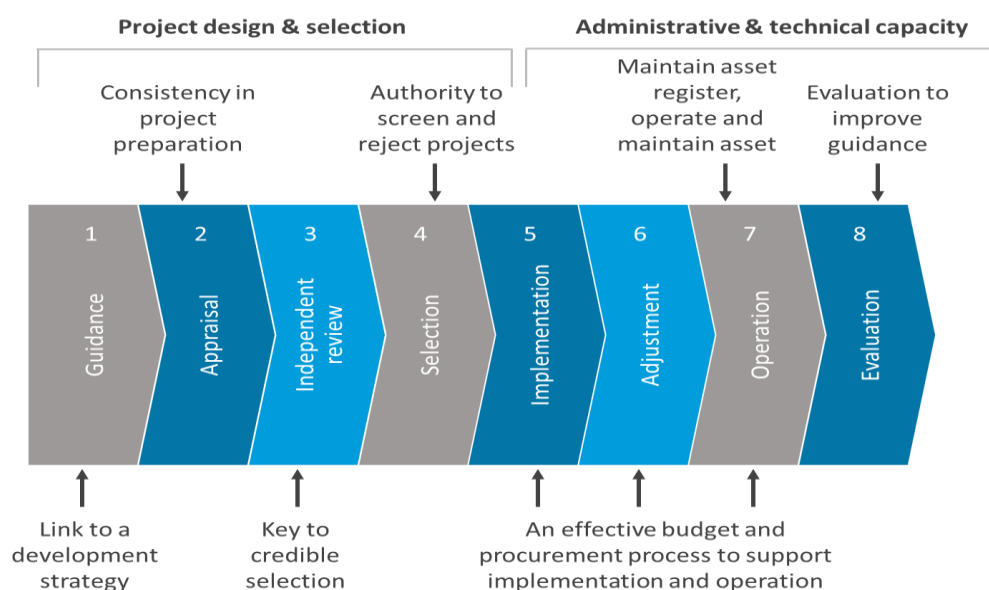 Project design & selection
Administrative & technical capacity
Consistency in
project
preparation
Authority to
screen and
reject projects
Maintain asset
register,
operate and
maintain asset
Evaluation to
improve
guidance
1
Guidance
2
Appraisal
3
Independent
review
4
Selection
5
Implementation
6
Adjustment
7
Operation
8
Evaluation
Link to a
development
strategy
Key to
credible
selection
An effective budget and
procurement process to support
implementation and operation